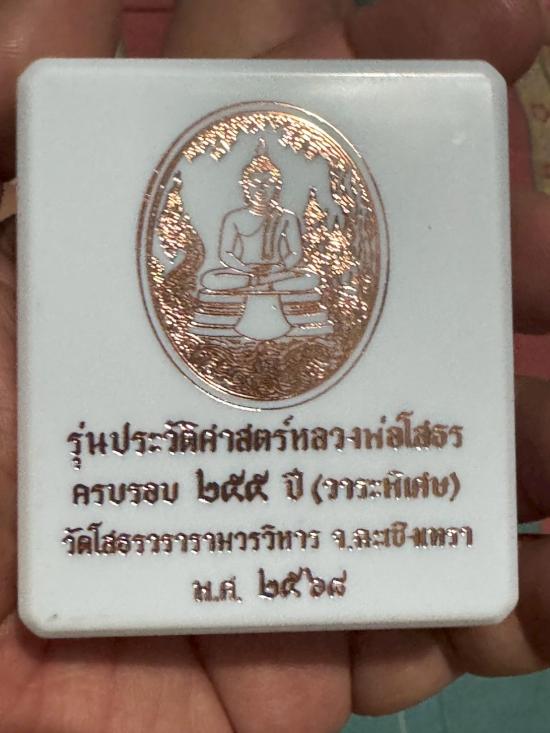 รุ่นประวัติศาสตร์หลวงพ่อโสธร
ครบรอบ ๒๕๕ ปี (วาระพิเศษ)
วัดโสธรวรารามวรวิหาร จ.ฉะเชิงเทรา
พ.ศ. ๒๕๖๘